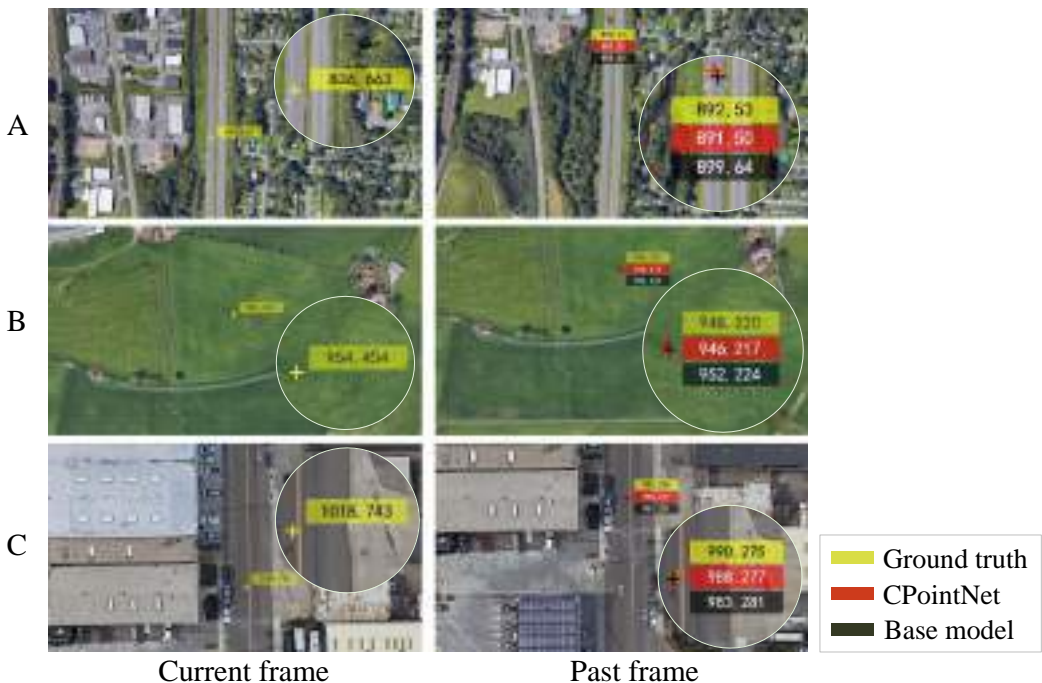 A
836, 663
892, 53
891, 50
899, 64
B
954, 454
948, 220
946, 217
952, 224
C
1018, 743
990, 275
988, 277
983, 281
Ground truth
CPointNet
Base model
Current frame
Past frame